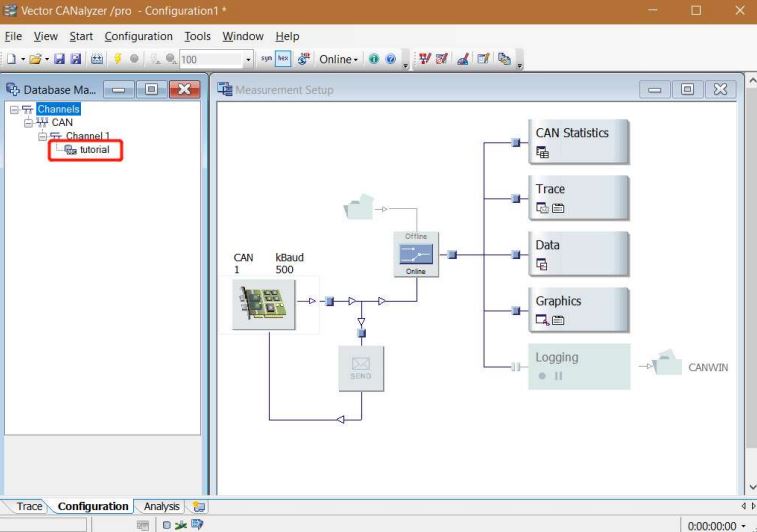 Vector CANalyzer /pro - Configuration1 *
File View Start Configuration Tools Window Help
100 sym hex Online
Database Ma...
Channels
CAN
Channel 1
tutorial
Measurement Setup
CAN Statistics
Trace
Data
Graphics
Logging
CANWIN
Offline
Online
CAN kBaud
1 500
SEND
Trace Configuration Analysis
0:00:00:00